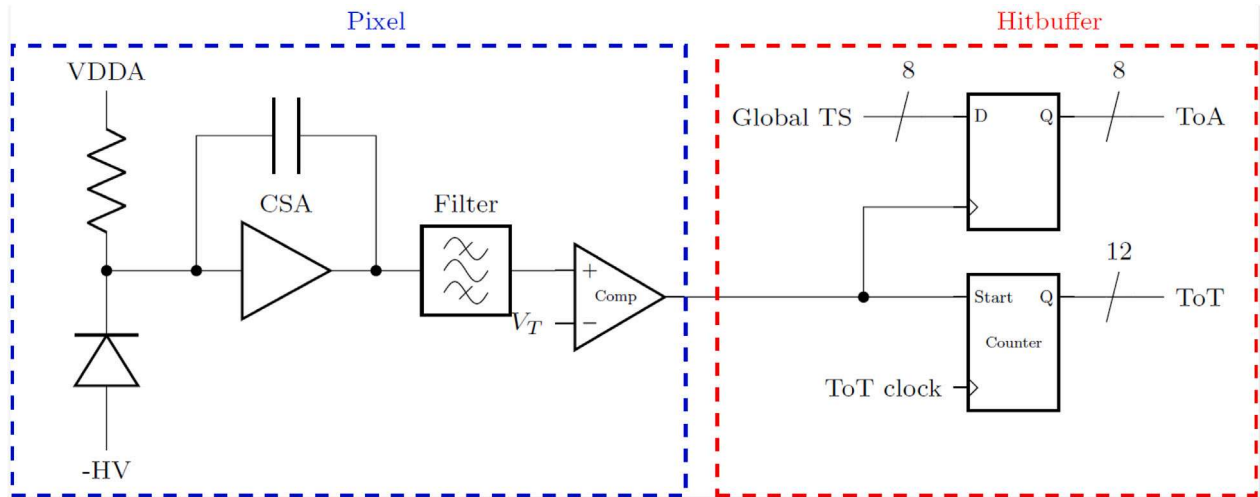 Pixel
Hitbuffer
VDDA
8
8
Global TS
D
Q
ToA
CSA
Filter
+
Comp
V_T
−
12
Start
Q
ToT
Counter
ToT clock
-HV